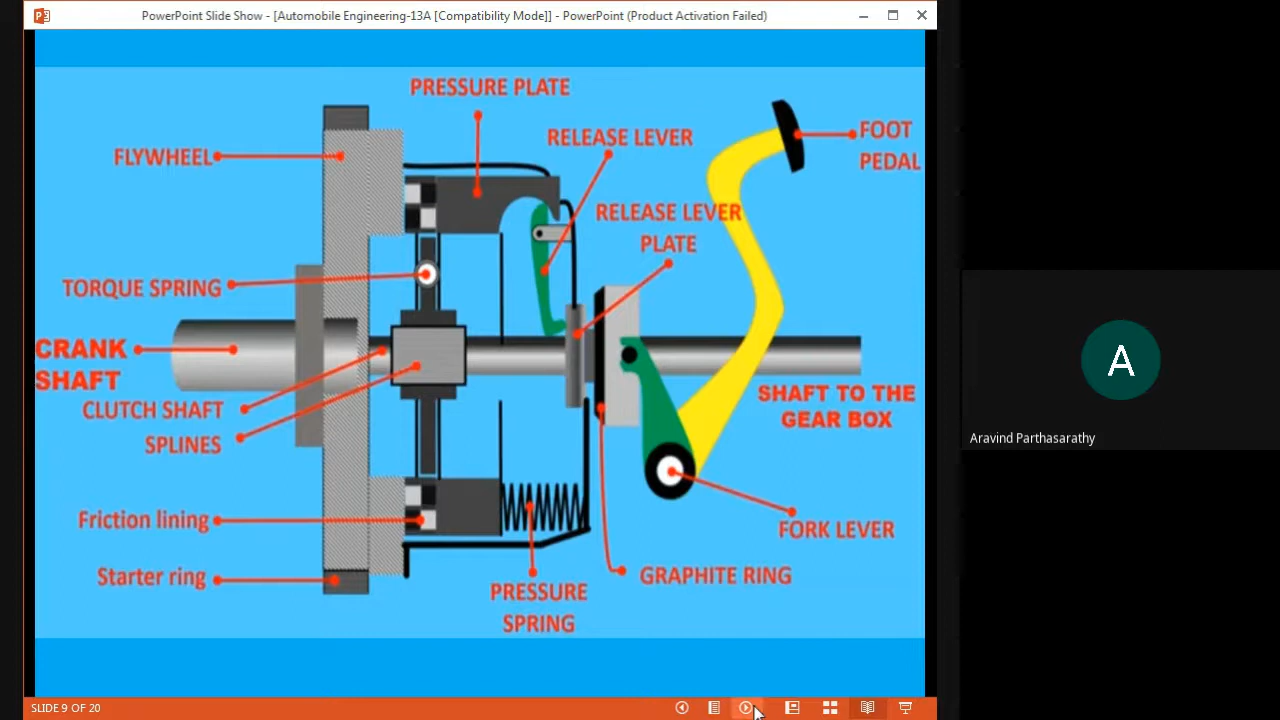 PowerPoint Slide Show - [Automobile Engineering-13A [Compatibility Mode]] - PowerPoint (Product Activation Failed)
PRESSURE PLATE
RELEASE LEVER
FOOT
PEDAL
FLYWHEEL
RELEASE LEVER
PLATE
TORQUE SPRING
CRANK
SHAFT
CLUTCH SHAFT
SPLINES
SHAFT TO THE
GEAR BOX
Friction lining
FORK LEVER
Starter ring
GRAPHITE RING
PRESSURE
SPRING
A
Aravind Parthasarathy
SLIDE 9 OF 20